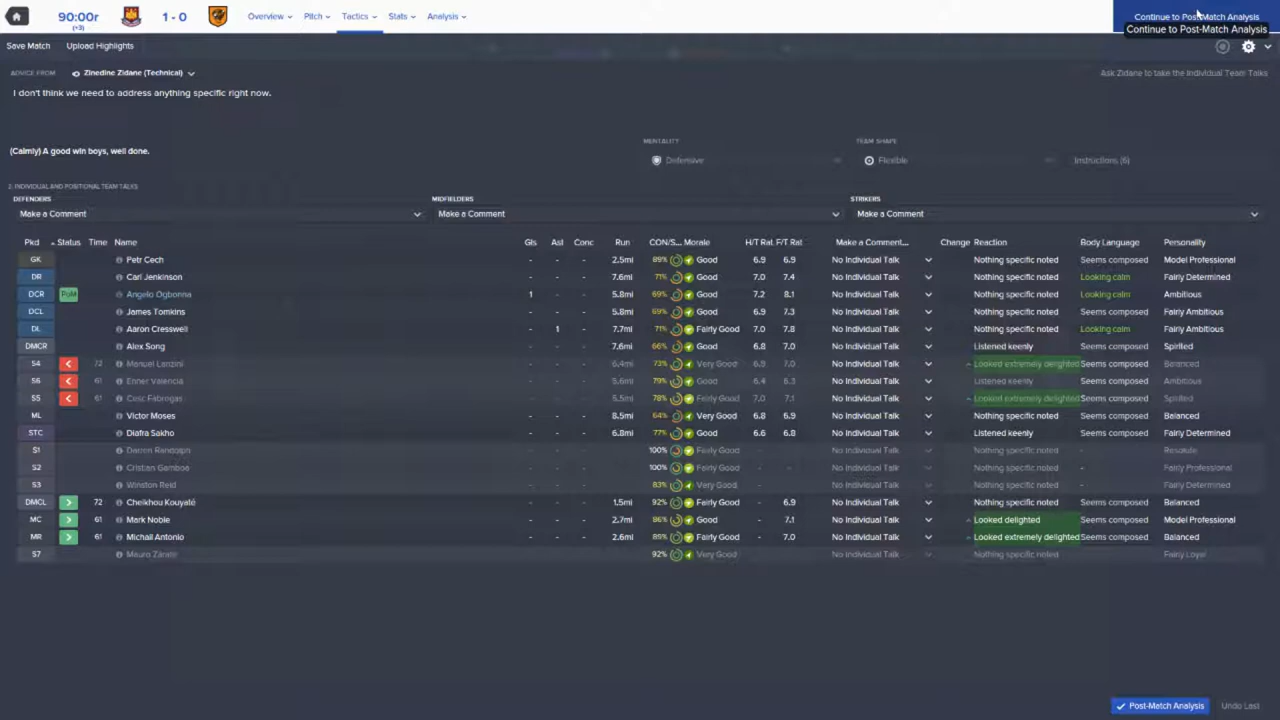 90:00r 1 - 0 Overview Pitch Tactics Stats Analysis Continue to Post-Match Analysis
(+3)
Continue to Post-Match Analysis
Save Match Upload Highlights
ADVICE FROM Zinedine Zidane (Technical) Ask Zidane to take the Individual Team Talks
I don't think we need to address anything specific right now.
MENTALITY TEAM SHAPE
(Calmly) A good win boys, well done.
Defensive Flexible Instructions (6)
2. INDIVIDUAL AND POSITIONAL TEAM TALKS
DEFENDERS MIDFIELDERS STRIKERS
Make a Comment Make a Comment Make a Comment
Pkd Status Time Name Gls Ast Conc Run CON/S... Morale H/T Rat F/T Rat Make a Comment... Change Reaction Body Language Personality
GK Petr Cech - - - 2.5mi 89% Good 6.9 6.9 No Individual Talk Nothing specific noted Seems composed Model Professional
DR Carl Jenkinson - - - 7.6mi 71% Good 7.0 7.4 No Individual Talk Nothing specific noted Looking calm Fairly Determined
DCR PoM Angelo Ogbonna 1 - - 5.8mi 69% Good 7.2 8.1 No Individual Talk Nothing specific noted Looking calm Ambitious
DCL James Tomkins - - - 5.8mi 69% Good 6.9 7.3 No Individual Talk Nothing specific noted Seems composed Fairly Ambitious
DL Aaron Cresswell - 1 - 7.7mi 71% Fairly Good 7.0 7.8 No Individual Talk Nothing specific noted Looking calm Fairly Ambitious
DMCR Alex Song - - - 7.6mi 66% Good 6.8 7.0 No Individual Talk Listened keenly Seems composed Spirited
S4 72 Manuel Lanzini - - - 6.4mi 73% Very Good 6.9 7.0 No Individual Talk Looked extremely delighted Seems composed Balanced
S6 61 Enner Valencia - - - 5.6mi 79% Good 6.4 6.3 No Individual Talk Listened keenly Seems composed Ambitious
S5 61 Cesc Fàbregas - - - 5.5mi 78% Fairly Good 7.0 7.1 No Individual Talk Looked extremely delighted Seems composed Spirited
ML Victor Moses - - - 8.5mi 64% Very Good 6.8 6.9 No Individual Talk Nothing specific noted Seems composed Balanced
STC Diafra Sakho - - - 6.8mi 77% Good 6.6 6.8 No Individual Talk Listened keenly Seems composed Fairly Determined
S1 Darren Randolph 100% Fairly Good - - No Individual Talk Nothing specific noted - Resolute
S2 Cristian Gamboa 100% Fairly Good - - No Individual Talk Nothing specific noted - Fairly Professional
S3 Winston Reid 83% Very Good - - No Individual Talk Nothing specific noted - Fairly Determined
DMCL 72 Cheikhou Kouyaté - - - 1.5mi 92% Fairly Good - 6.9 No Individual Talk Nothing specific noted Seems composed Balanced
MC 61 Mark Noble - - - 2.7mi 86% Good - 7.1 No Individual Talk Looked delighted Seems composed Model Professional
MR 61 Michail Antonio - - - 2.6mi 85% Fairly Good - 7.0 No Individual Talk Looked extremely delighted Seems composed Balanced
S7 Mauro Zárate 92% Very Good - - No Individual Talk Nothing specific noted - Fairly Loyal
Post-Match Analysis Undo Last